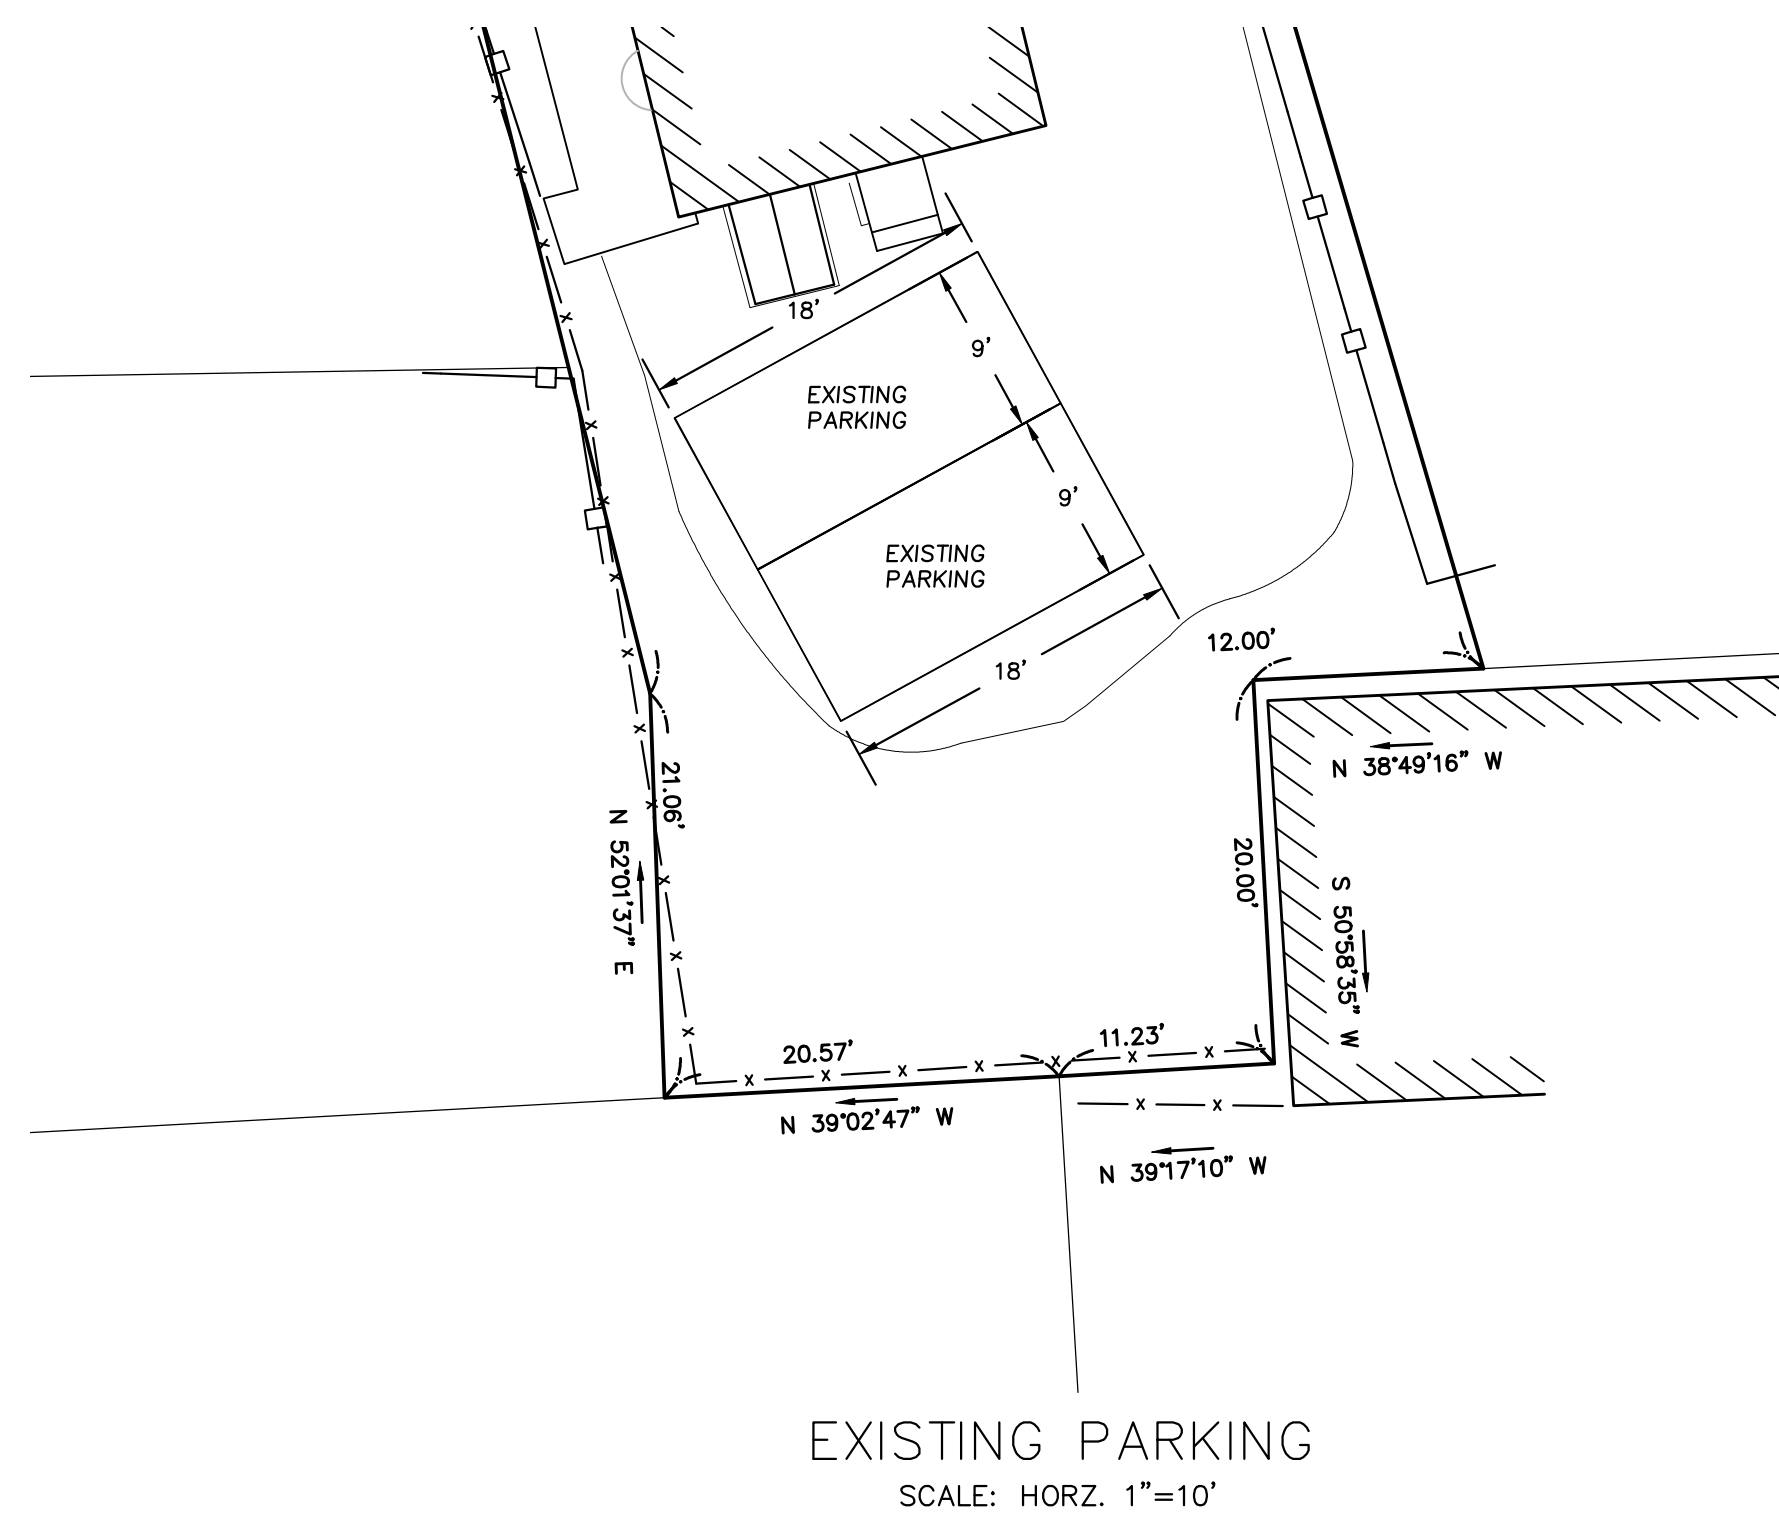 18’
9’
EXISTING
PARKING
9’
EXISTING
PARKING
12.00’
18’
21.06’
N 38°49’16” W
N 52°01’37” E
20.00’
S 50°58’35” W
20.57’
11.23’
N 39°02’47” W
N 39°17’10” W
EXISTING PARKING
SCALE: HORZ. 1”=10’